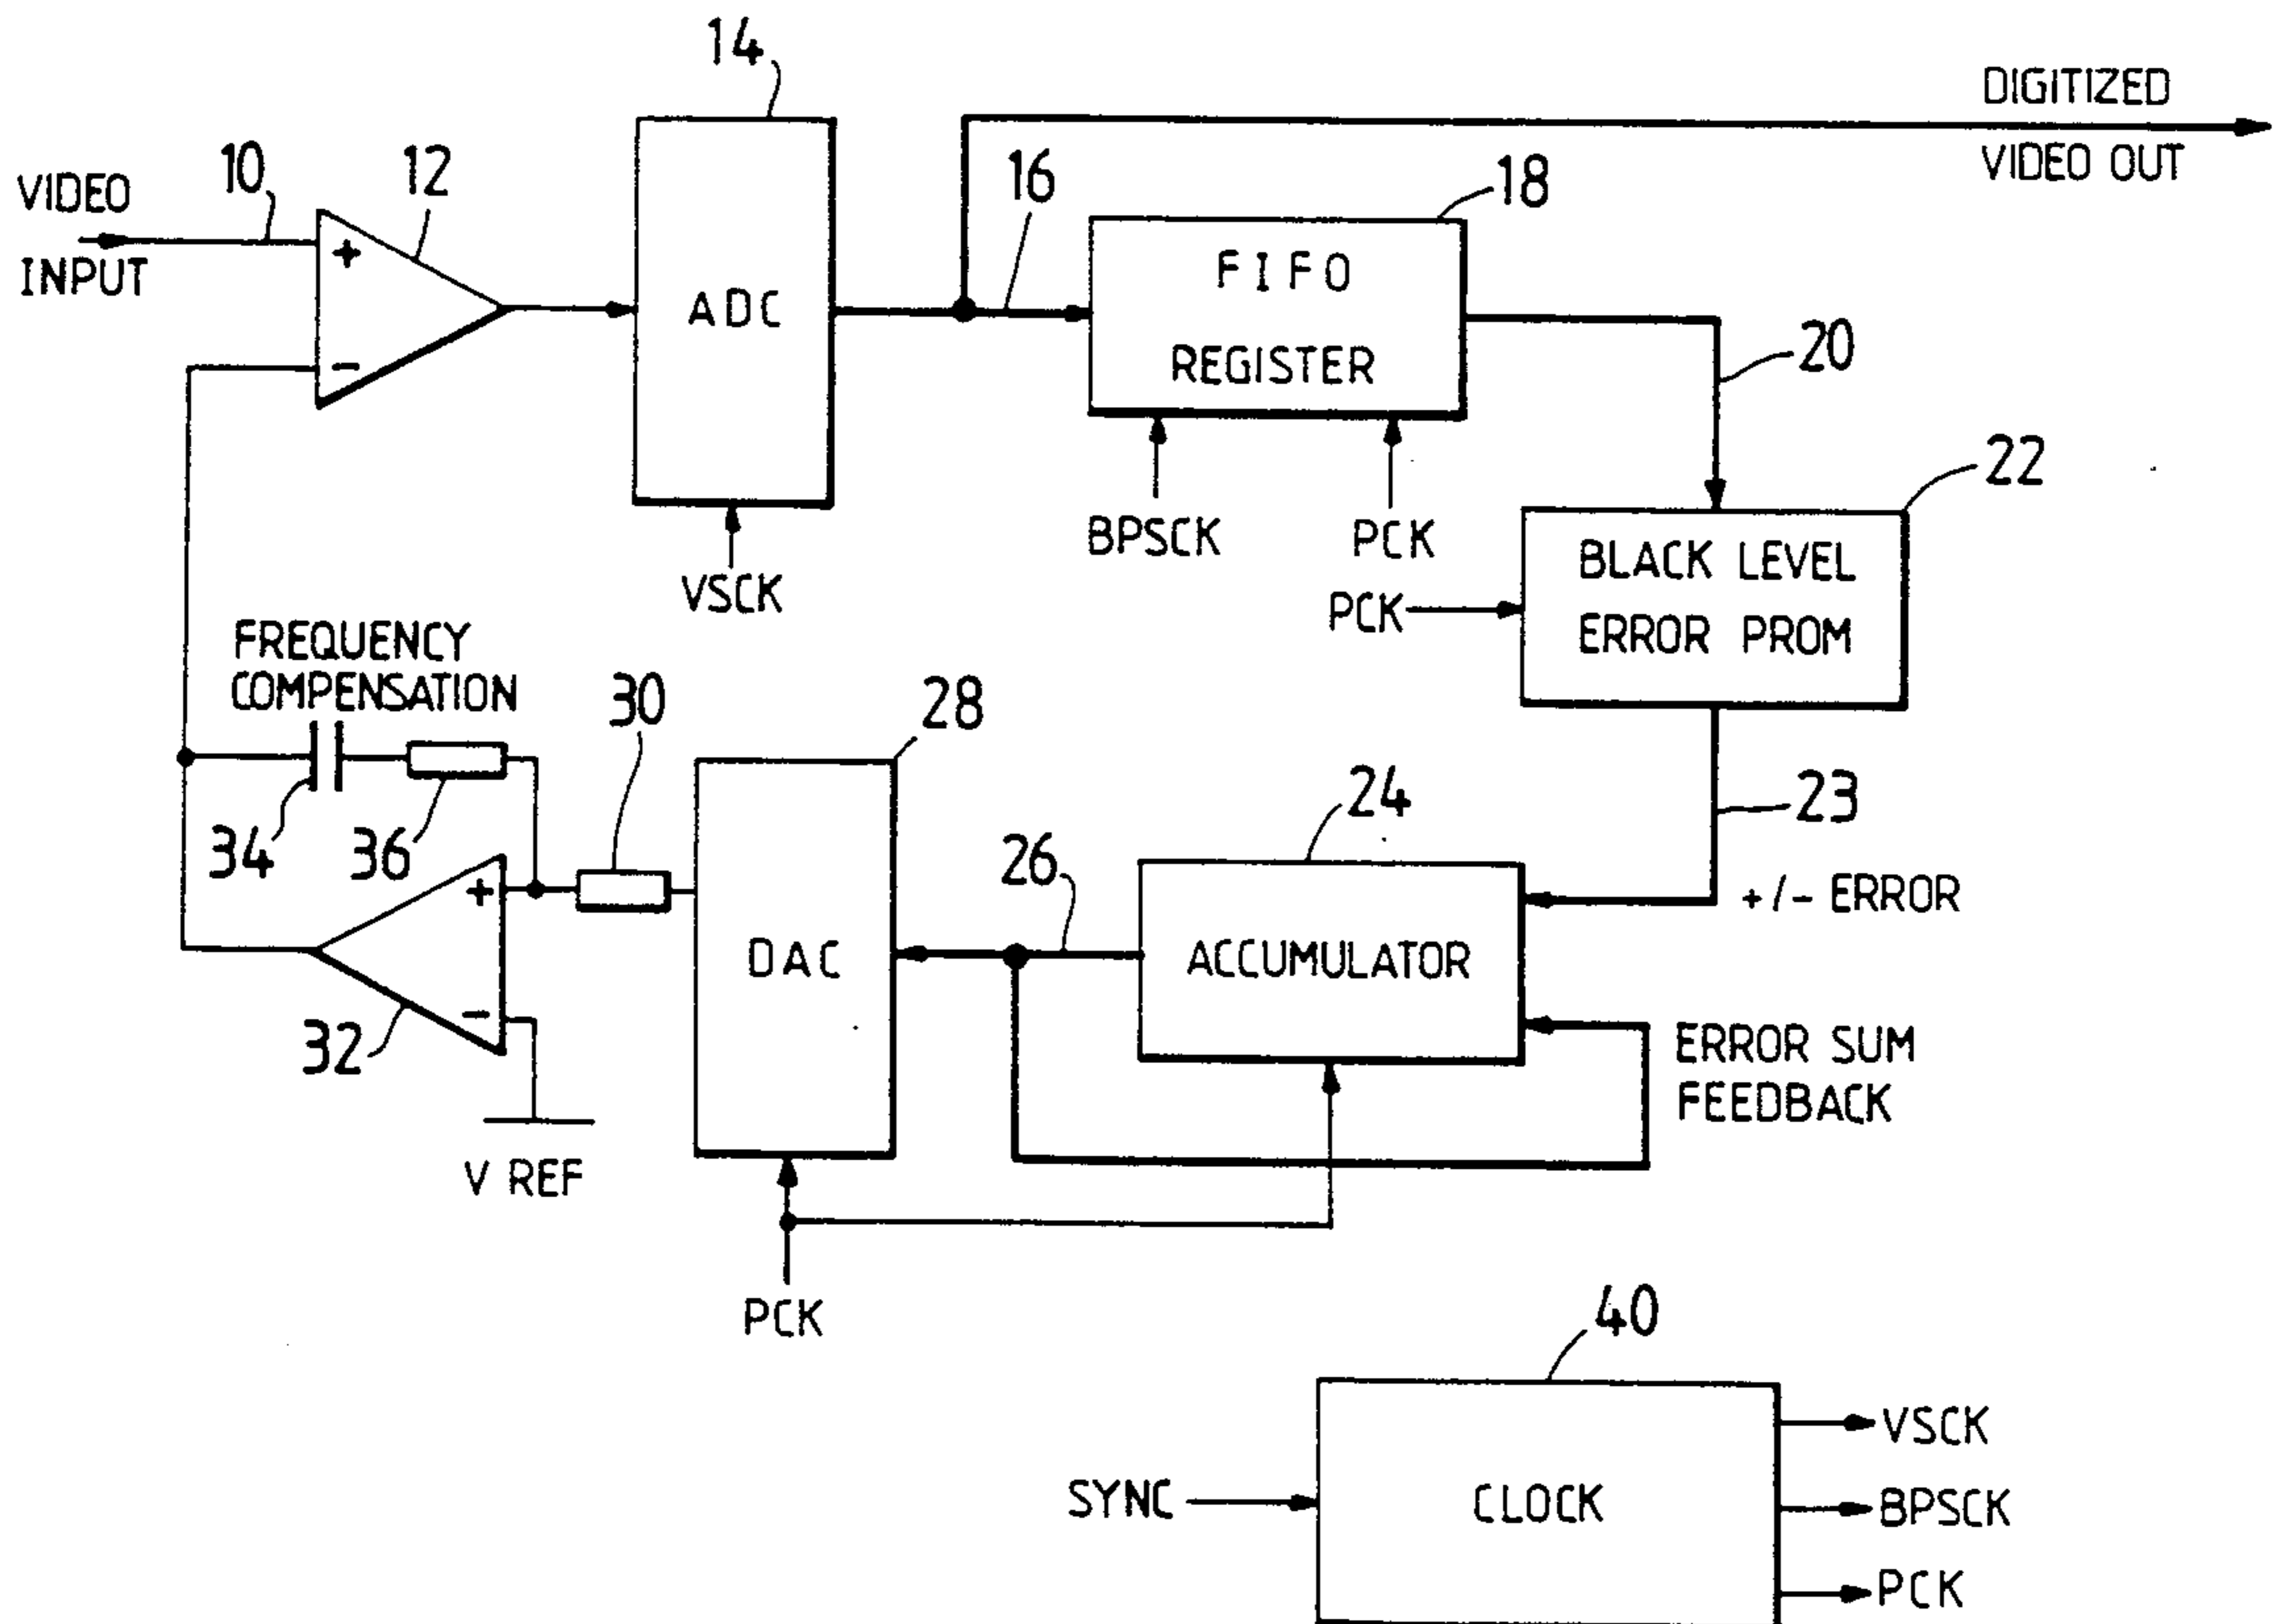 14
DIGITIZED
VIDEO OUT
VIDEO
INPUT
10
12
+
-
ADC
VSCK
16
18
FIFO
REGISTER
BPSCK
PCK
20
22
PCK
BLACK LEVEL
ERROR PROM
23
+/- ERROR
FREQUENCY
COMPENSATION
34
36
30
28
+
-
32
V REF
DAC
PCK
26
24
ACCUMULATOR
ERROR SUM
FEEDBACK
40
SYNC
CLOCK
VSCK
BPSCK
PCK